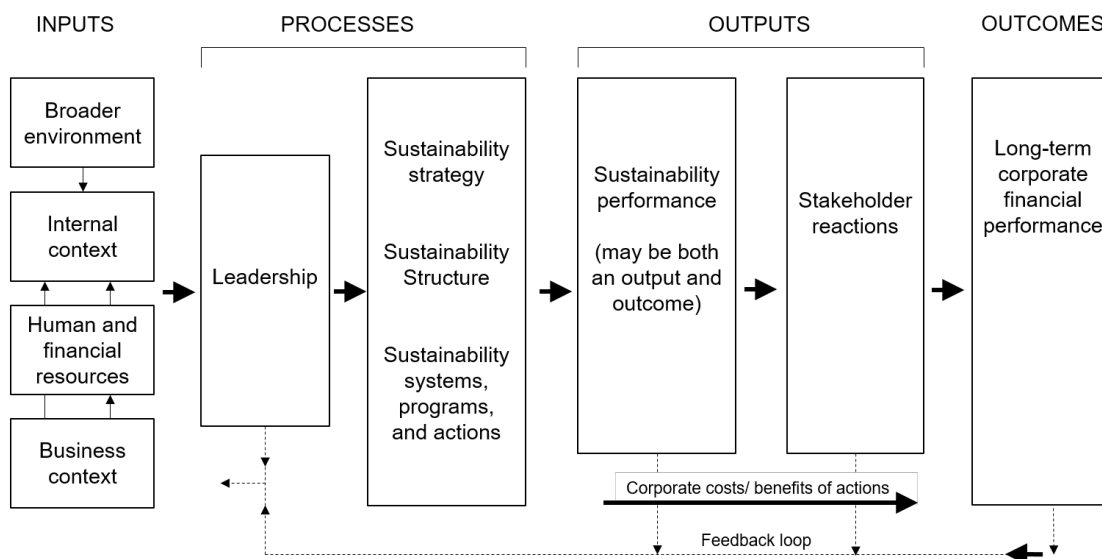 INPUTS
PROCESSES
OUTPUTS
OUTCOMES
Broader
environment
Internal
context
Human and
financial
resources
Business
context
Leadership
Sustainability
strategy
Sustainability
Structure
Sustainability
systems,
programs,
and actions
Sustainability
performance
(may be both
an output and
outcome)
Stakeholder
reactions
Long-term
corporate
financial
performance
Corporate costs/ benefits of actions
Feedback loop